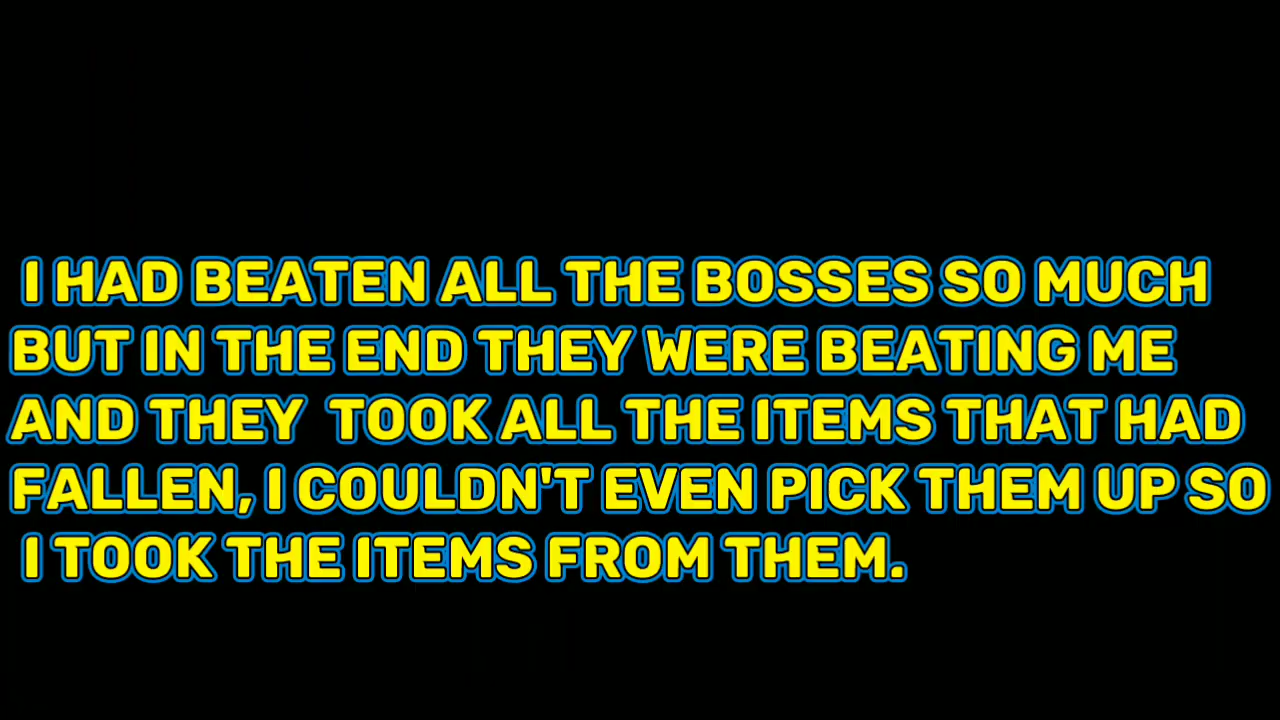 I HAD BEATEN ALL THE BOSSES SO MUCH
BUT IN THE END THEY WERE BEATING ME
AND THEY TOOK ALL THE ITEMS THAT HAD
FALLEN, I COULDN'T EVEN PICK THEM UP SO
I TOOK THE ITEMS FROM THEM.